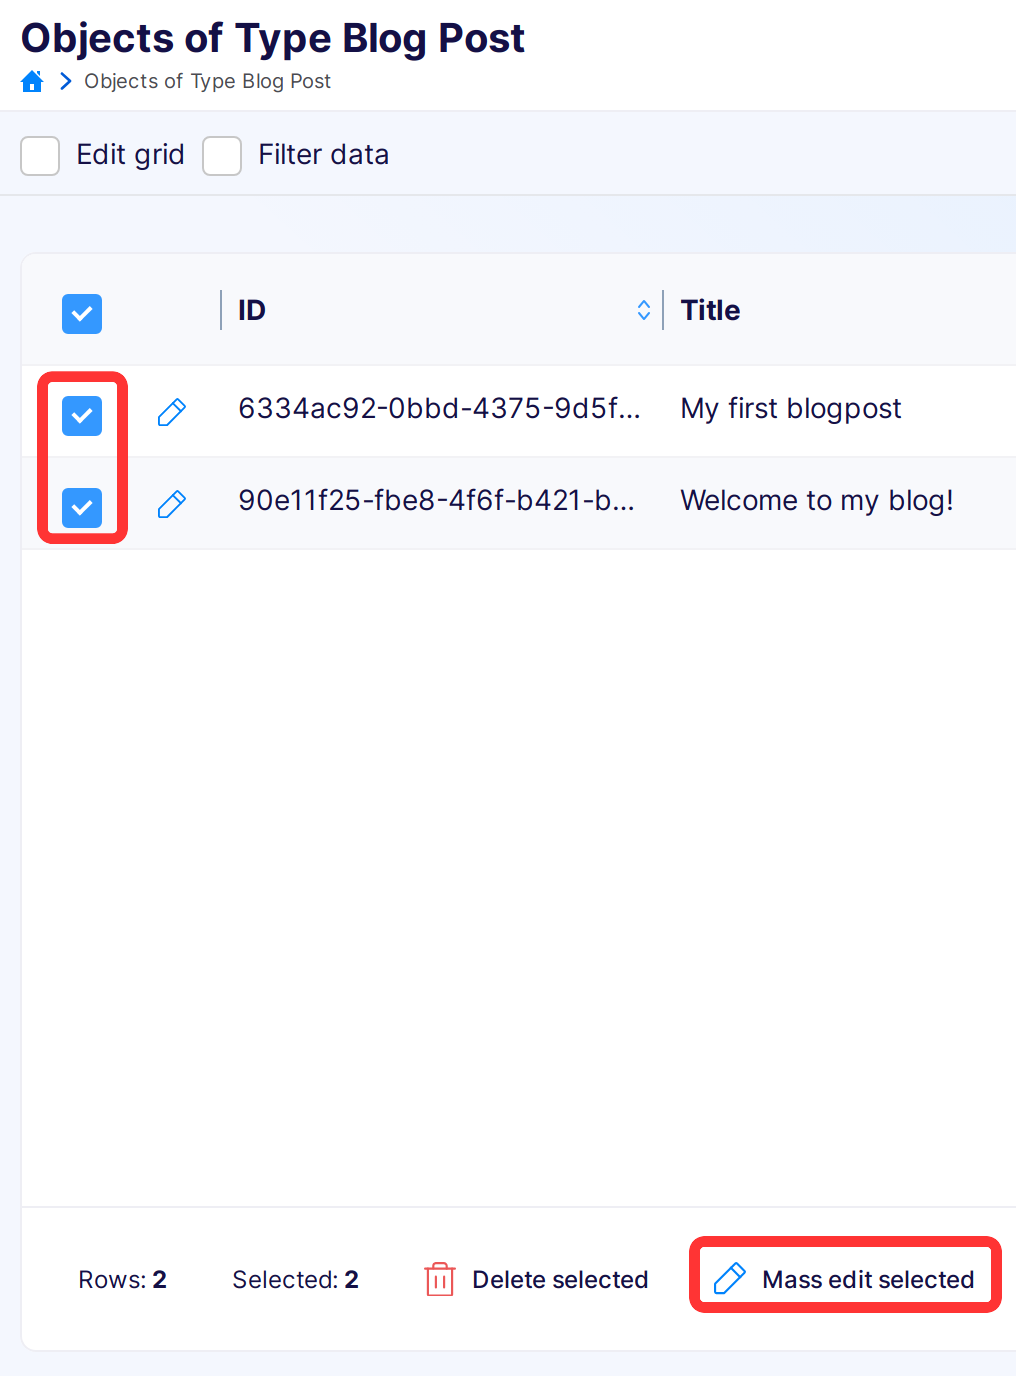 Objects of Type Blog Post
Objects of Type Blog Post
Edit grid Filter data
ID Title
6334ac92-0bbd-4375-9d5f... My first blogpost
90e11f25-fbe8-4f6f-b421-b... Welcome to my blog!
Rows: 2 Selected: 2 Delete selected Mass edit selected